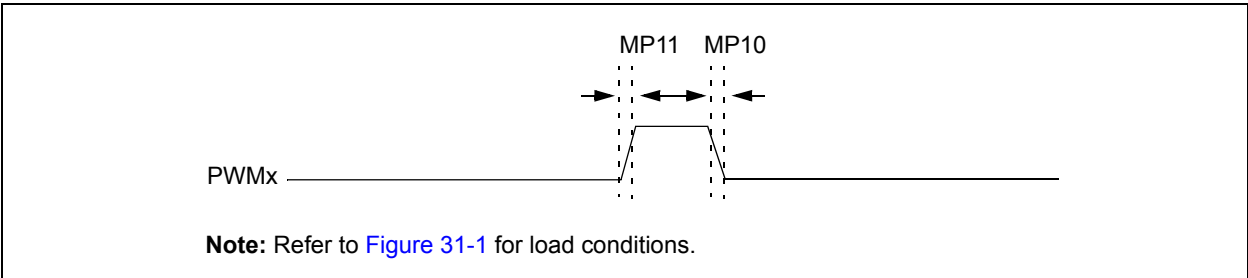 MP11 MP10
PWMx
Note: Refer to Figure 31-1 for load conditions.